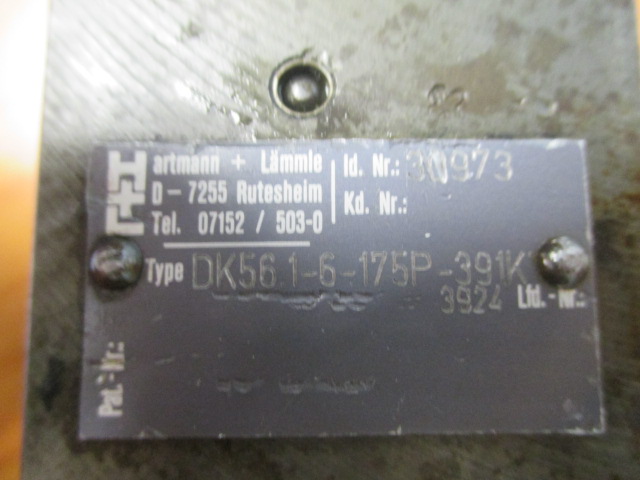 Hartmann + Lämmle
D - 7255 Rutesheim
Tel. 07152 / 503-0
Id. Nr.: 30973
Kd. Nr.:
Type DK56.1-6-175P-391K
3924 Lfd.-Nr.:
Pat.-Nr.: